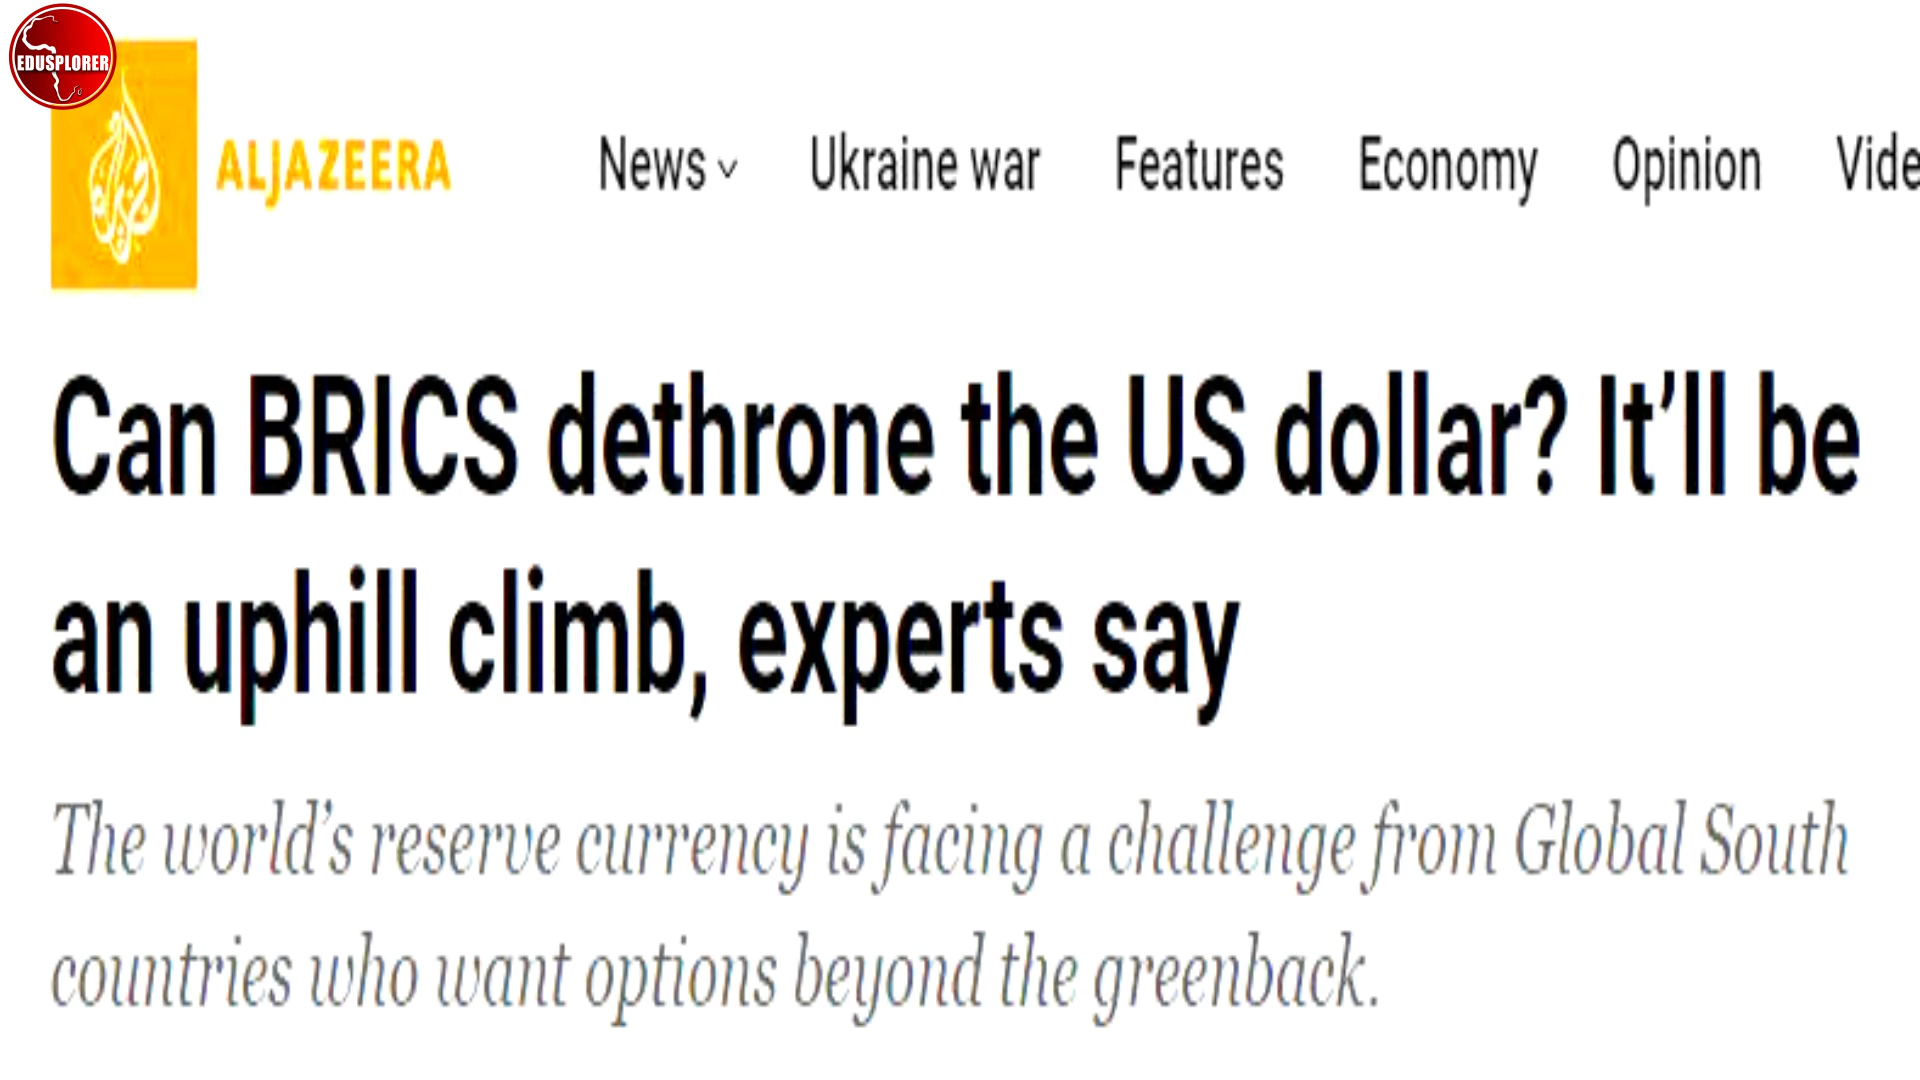 EDUSPLORER
ALJAZEERA
News Ukraine war Features Economy Opinion Vide
Can BRICS dethrone the US dollar? It’ll be
an uphill climb, experts say
The world’s reserve currency is facing a challenge from Global South
countries who want options beyond the greenback.